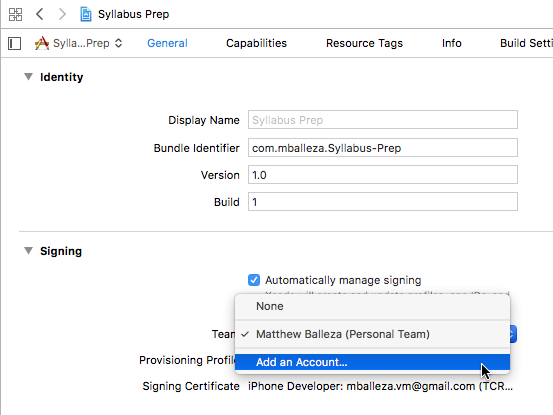 Syllabus Prep
Sylla...Prep
General
Capabilities
Resource Tags
Info
Build Setti
Identity
Display Name
Syllabus Prep
Bundle Identifier
com.mballeza.Syllabus-Prep
Version
1.0
Build
1
Signing
Automatically manage signing
None
Team
Matthew Balleza (Personal Team)
Provisioning Profile
Add an Account...
Signing Certificate
iPhone Developer: mballeza.vm@gmail.com (TCR...